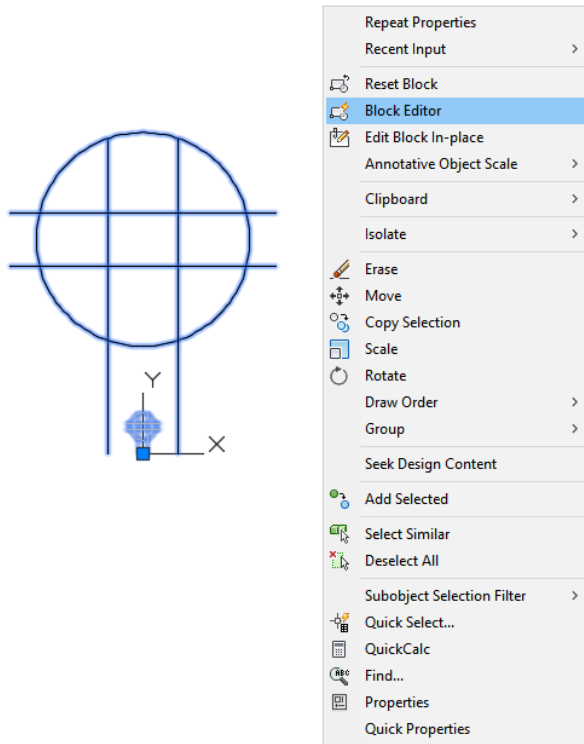 Repeat Properties
Recent Input
Reset Block
Block Editor
Edit Block In-place
Annotative Object Scale
Clipboard
Isolate
Erase
Move
Copy Selection
Scale
Rotate
Draw Order
Group
Seek Design Content
Add Selected
Select Similar
Deselect All
Subobject Selection Filter
Quick Select...
QuickCalc
Find...
Properties
Quick Properties
Y
X